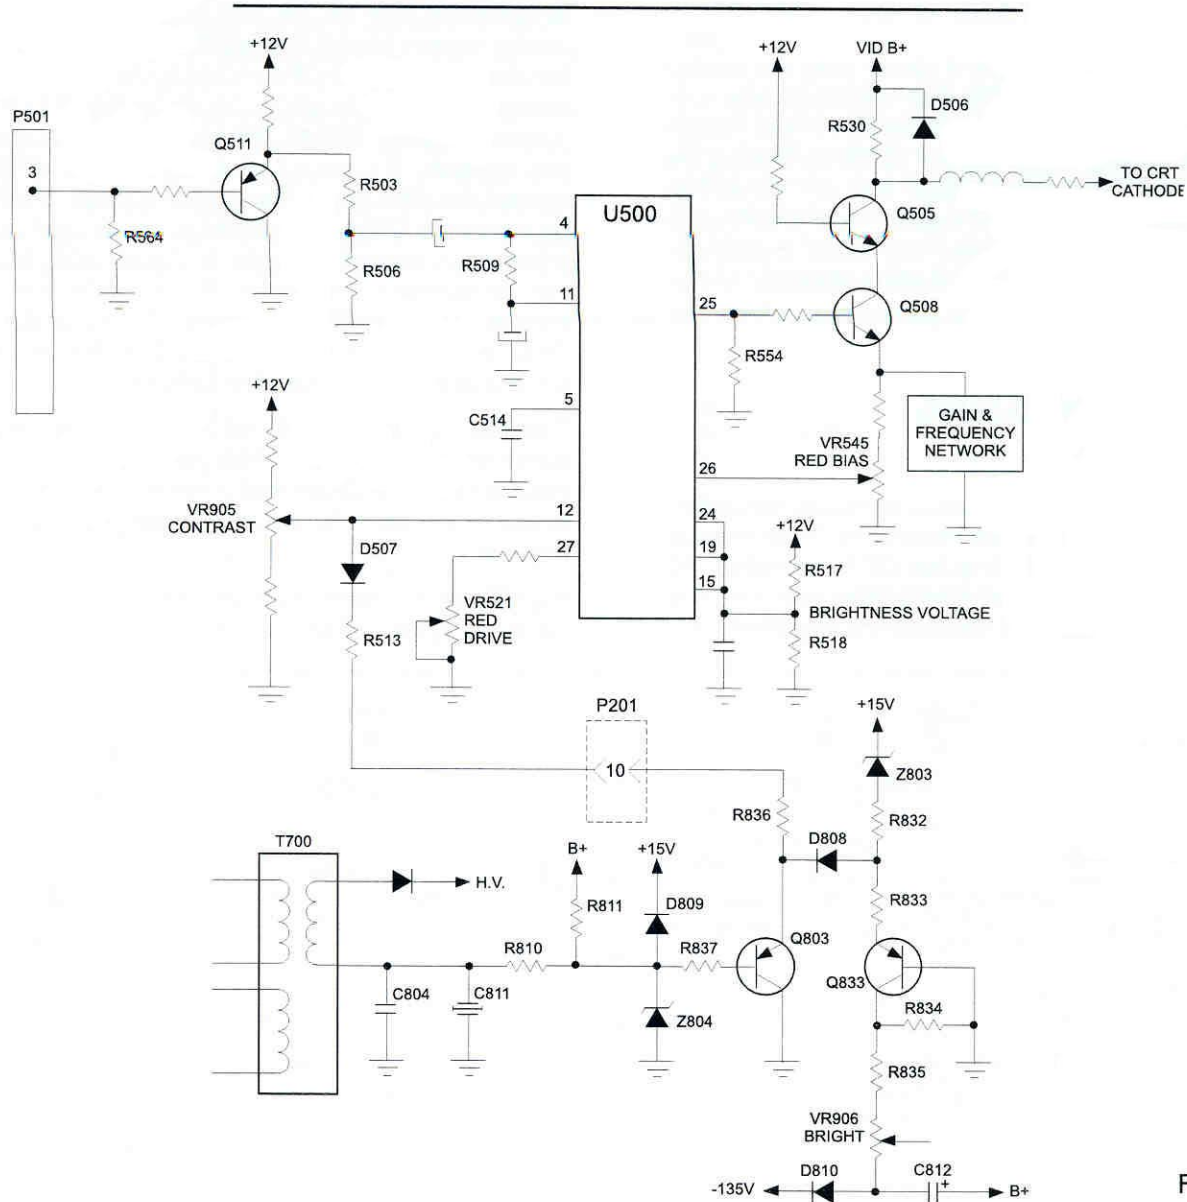 +12V
+12V
VID B+
P501
D506
R530
Q511
3
R503
TO CRT
CATHODE
U500
Q505
R564
4
R506
R509
11
25
Q508
R554
+12V
5
C514
GAIN &
FREQUENCY
NETWORK
VR545
RED BIAS
26
VR905
CONTRAST
12
24
+12V
D507
27
19
R517
15
VR521
RED
DRIVE
BRIGHTNESS VOLTAGE
R513
R518
P201
+15V
10
Z803
R836
R832
D808
T700
B+
+15V
H.V.
R811
D809
R833
R810
R837
Q803
C804
C811
Z804
Q833
R834
R835
VR906
BRIGHT
D810
C812
-135V
+
B+